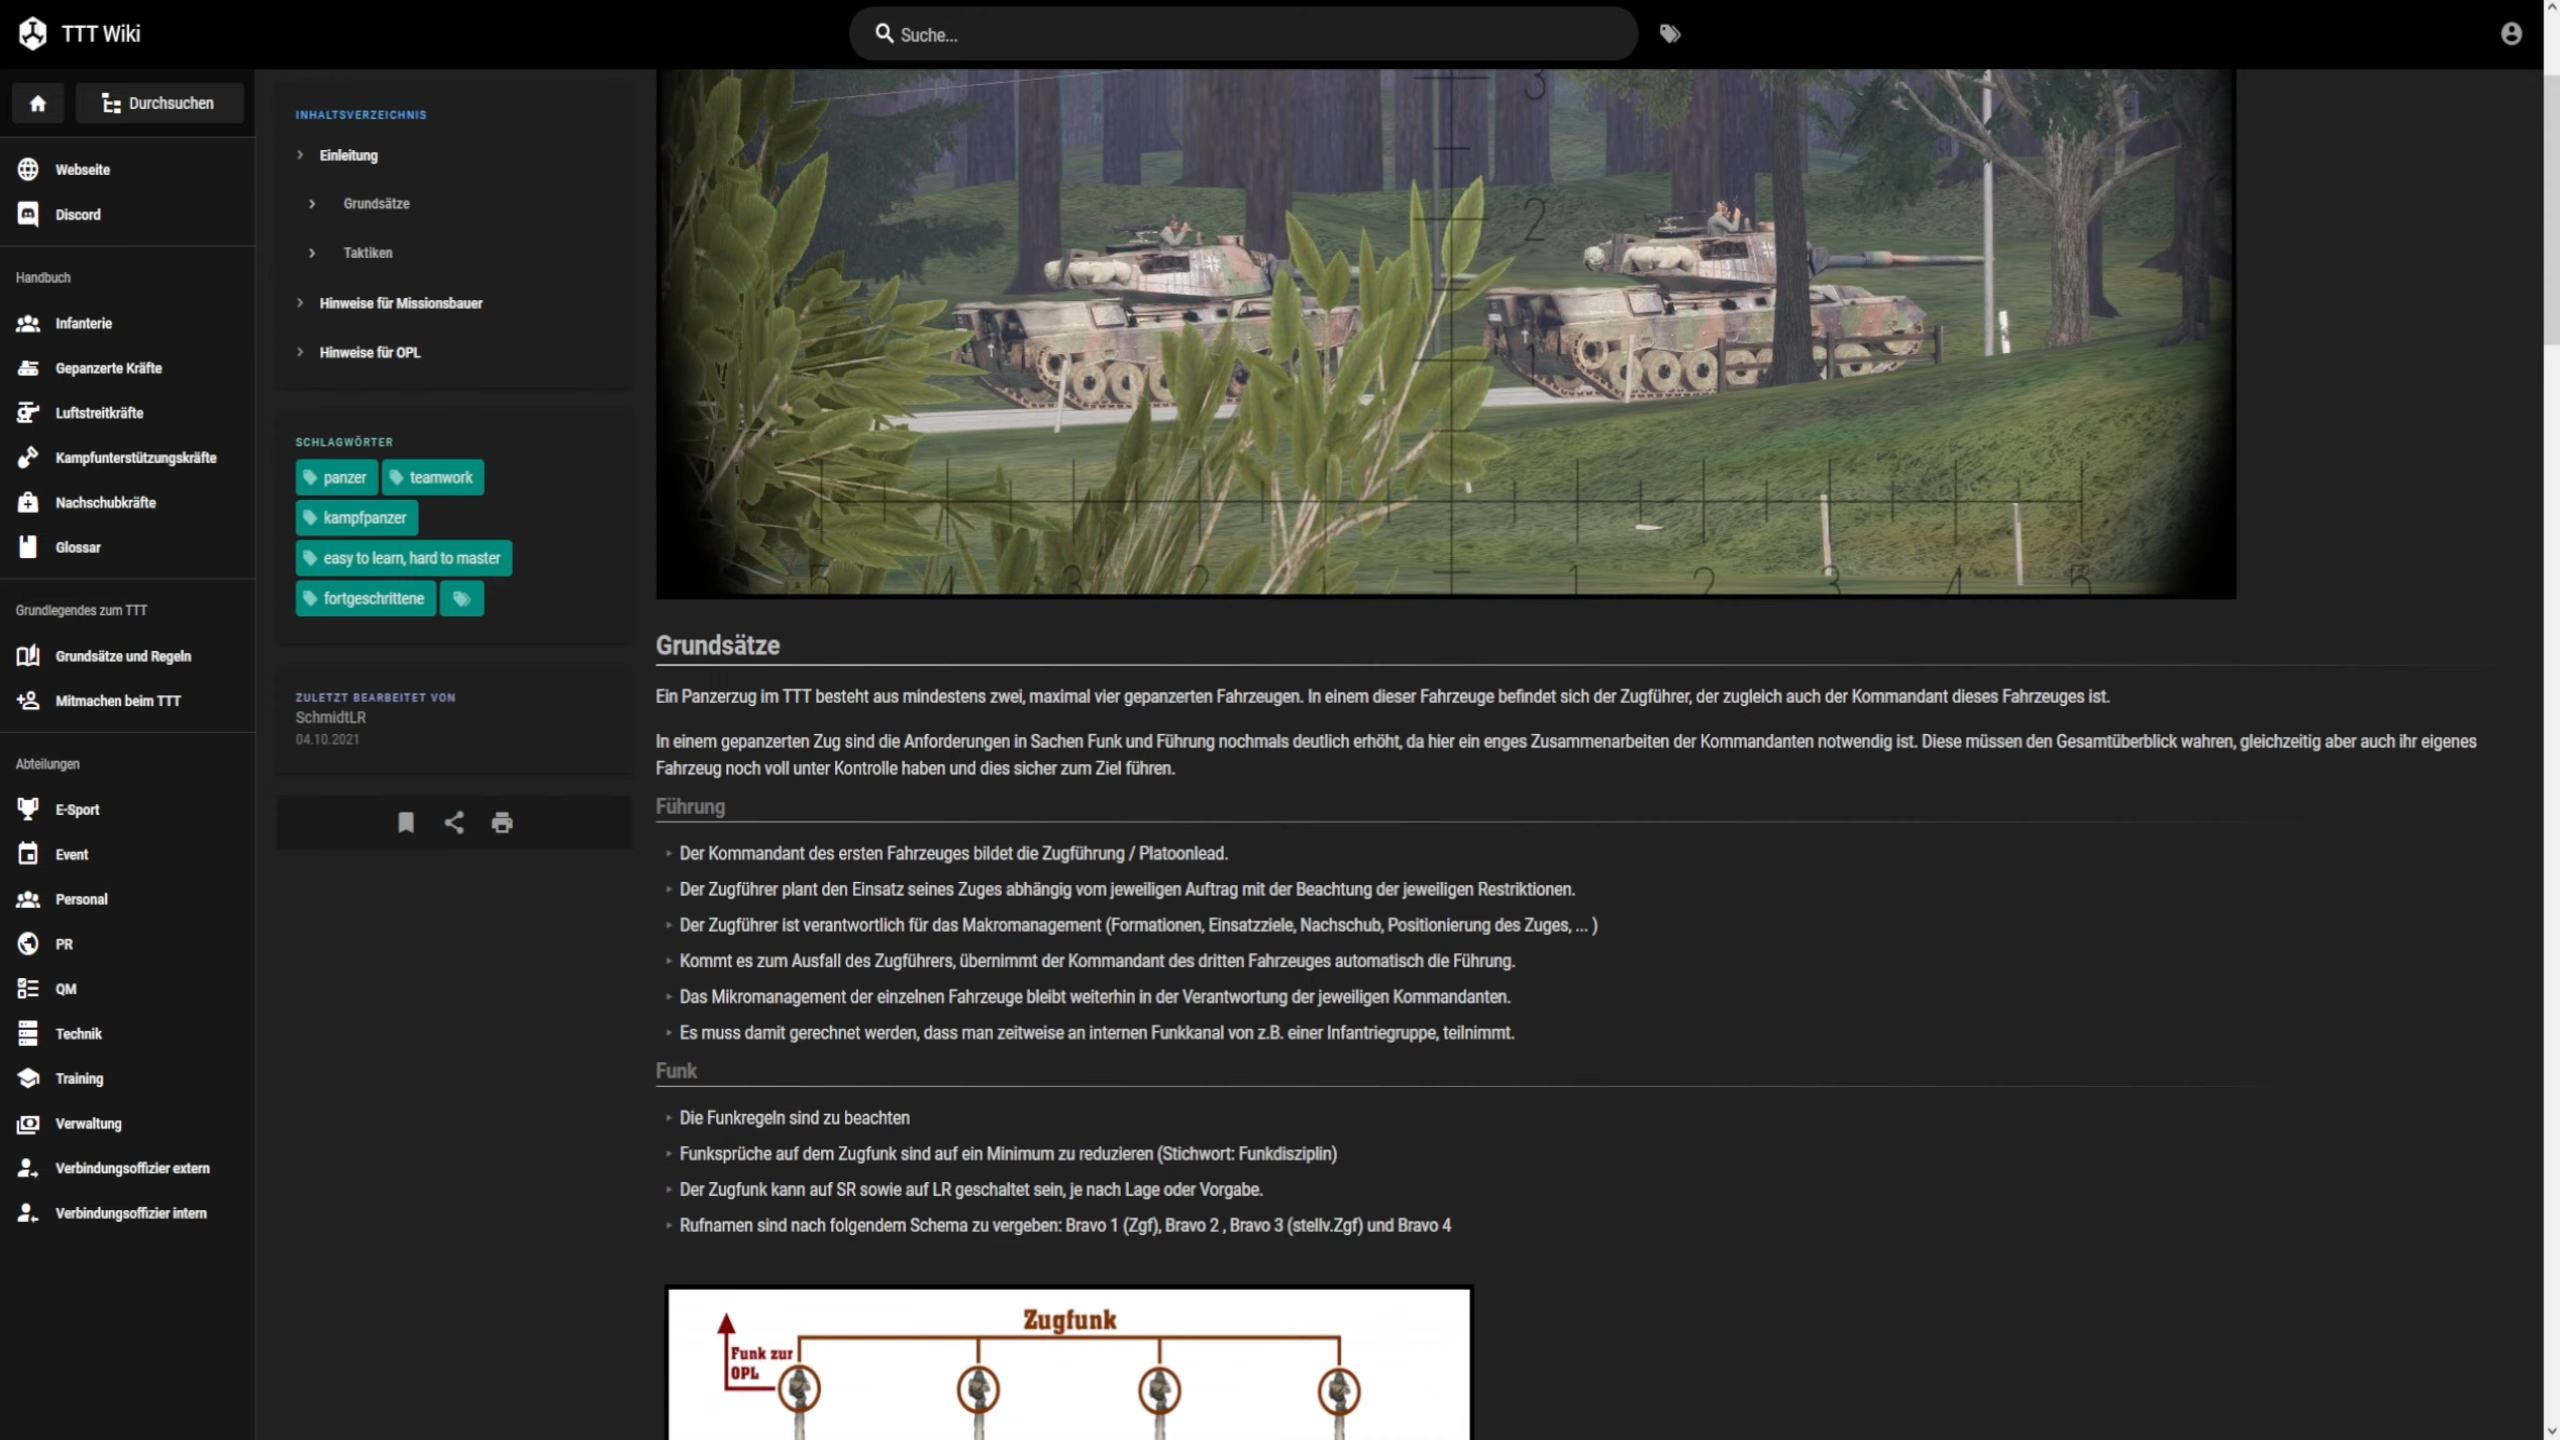 TTT Wiki
Suche...
Durchsuchen
Webseite
Discord
Handbuch
Infanterie
Gepanzerte Kräfte
Luftstreitkräfte
Kampfunterstützungskräfte
Nachschubkräfte
Glossar
Grundlegendes zum TTT
Grundsätze und Regeln
Mitmachen beim TTT
Abteilungen
E-Sport
Event
Personal
PR
QM
Technik
Training
Verwaltung
Verbindungsoffizier extern
Verbindungsoffizier intern
INHALTSVERZEICHNIS
Einleitung
Grundsätze
Taktiken
Hinweise für Missionsbauer
Hinweise für OPL
SCHLAGWÖRTER
panzer teamwork
kampfpanzer
easy to learn, hard to master
fortgeschrittene
ZULETZT BEARBEITET VON
SchmidtLR
04.10.2021
3
2
1
5 4 3 2 1 1 2 3 4 5
Grundsätze
Ein Panzerzug im TTT besteht aus mindestens zwei, maximal vier gepanzerten Fahrzeugen. In einem dieser Fahrzeuge befindet sich der Zugführer, der zugleich auch der Kommandant dieses Fahrzeuges ist.
In einem gepanzerten Zug sind die Anforderungen in Sachen Funk und Führung nochmals deutlich erhöht, da hier ein enges Zusammenarbeiten der Kommandanten notwendig ist. Diese müssen den Gesamtüberblick wahren, gleichzeitig aber auch ihr eigenes
Fahrzeug noch voll unter Kontrolle haben und dies sicher zum Ziel führen.
Führung
Der Kommandant des ersten Fahrzeuges bildet die Zugführung / Platoonlead.
Der Zugführer plant den Einsatz seines Zuges abhängig vom jeweiligen Auftrag mit der Beachtung der jeweiligen Restriktionen.
Der Zugführer ist verantwortlich für das Makromanagement (Formationen, Einsatzziele, Nachschub, Positionierung des Zuges, ... )
Kommt es zum Ausfall des Zugführers, übernimmt der Kommandant des dritten Fahrzeuges automatisch die Führung.
Das Mikromanagement der einzelnen Fahrzeuge bleibt weiterhin in der Verantwortung der jeweiligen Kommandanten.
Es muss damit gerechnet werden, dass man zeitweise an internen Funkkanal von z.B. einer Infantriegruppe, teilnimmt.
Funk
Die Funkregeln sind zu beachten
Funksprüche auf dem Zugfunk sind auf ein Minimum zu reduzieren (Stichwort: Funkdisziplin)
Der Zugfunk kann auf SR sowie auf LR geschaltet sein, je nach Lage oder Vorgabe.
Rufnamen sind nach folgendem Schema zu vergeben: Bravo 1 (Zgf), Bravo 2 , Bravo 3 (stellv.Zgf) und Bravo 4
Zugfunk
Funk zur
OPL